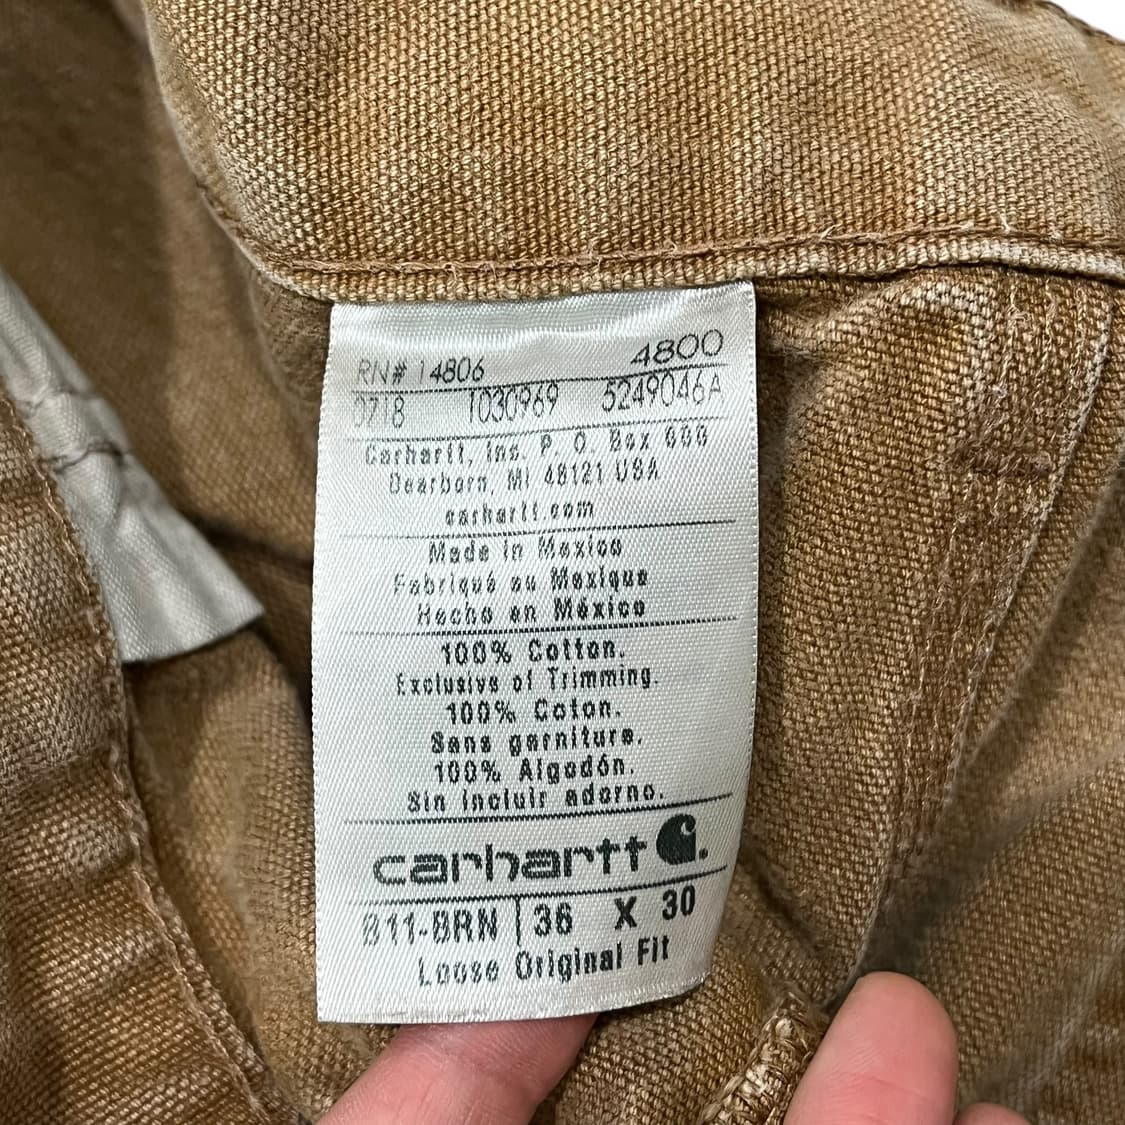 RN# 14806 4800
0718 1030969 5249046A
Carhartt, Inc. P. O. Box 600
Dearborn, MI 48121 USA
carhartt.com
Made in Mexico
Fabriqué au Mexique
Hecho en México
100% Cotton.
Exclusive of Trimming.
100% Coton.
Sans garniture.
100% Algodón.
Sin incluir adorno.
carhartt
B11-BRN | 36 X 30
Loose Original Fit